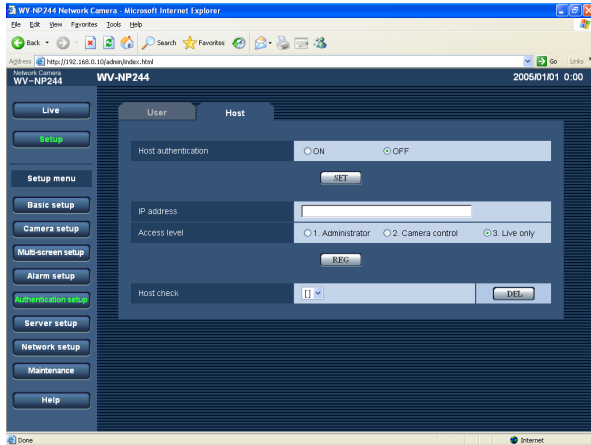 WV-NP244 Network Camera - Microsoft Internet Explorer
File Edit View Favorites Tools Help
Back Search Favorites
Address http://192.168.0.10/admin/index.html Go Links
Network Camera
WV-NP244
WV-NP244
2005/01/01 0:00
Live
Setup
Setup menu
Basic setup
Camera setup
Multi-screen setup
Alarm setup
Authentication setup
Server setup
Network setup
Maintenance
Help
User Host
Host authentication ON OFF
SET
IP address
Access level 1. Administrator 2. Camera control 3. Live only
REG
Host check [] DEL
Done Internet